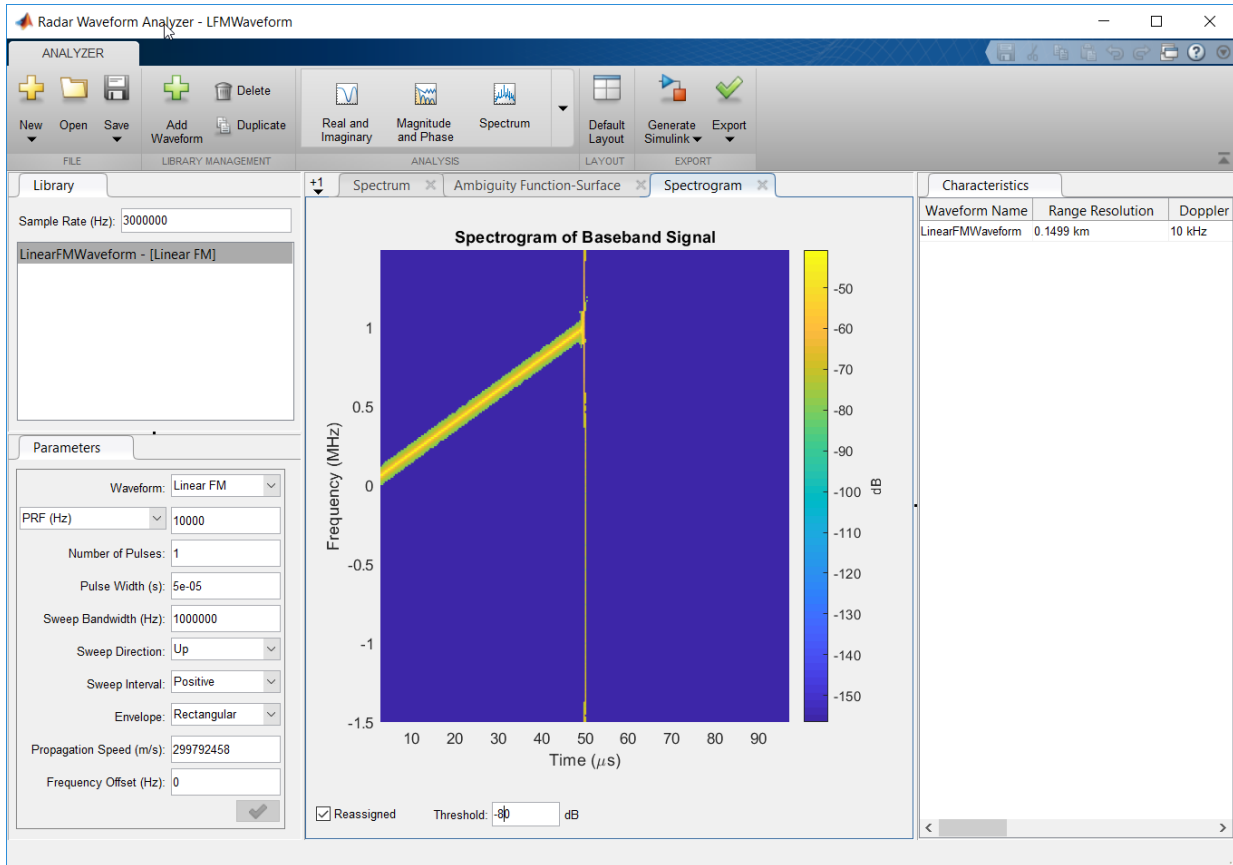 Radar Waveform Analyzer - LFMWaveform
ANALYZER
New
Open
Save
Add Waveform
Delete
Duplicate
Real and Imaginary
Magnitude and Phase
Spectrum
Default Layout
Generate Simulink
Export
FILE
LIBRARY MANAGEMENT
ANALYSIS
LAYOUT
EXPORT
Library
Sample Rate (Hz): 3000000
LinearFMWaveform - [Linear FM]
Parameters
Waveform: Linear FM
PRF (Hz) 10000
Number of Pulses: 1
Pulse Width (s): 5e-05
Sweep Bandwidth (Hz): 1000000
Sweep Direction: Up
Sweep Interval: Positive
Envelope: Rectangular
Propagation Speed (m/s): 299792458
Frequency Offset (Hz): 0
+1
Spectrum
Ambiguity Function-Surface
Spectrogram
Spectrogram of Baseband Signal
1
0.5
0
-0.5
-1
-1.5
Frequency (MHz)
10 20 30 40 50 60 70 80 90
Time (μs)
-50
-60
-70
-80
-90
-100
-110
-120
-130
-140
-150
dB
Reassigned
Threshold: -80 dB
Characteristics
Waveform Name Range Resolution Doppler
LinearFMWaveform 0.1499 km 10 kHz